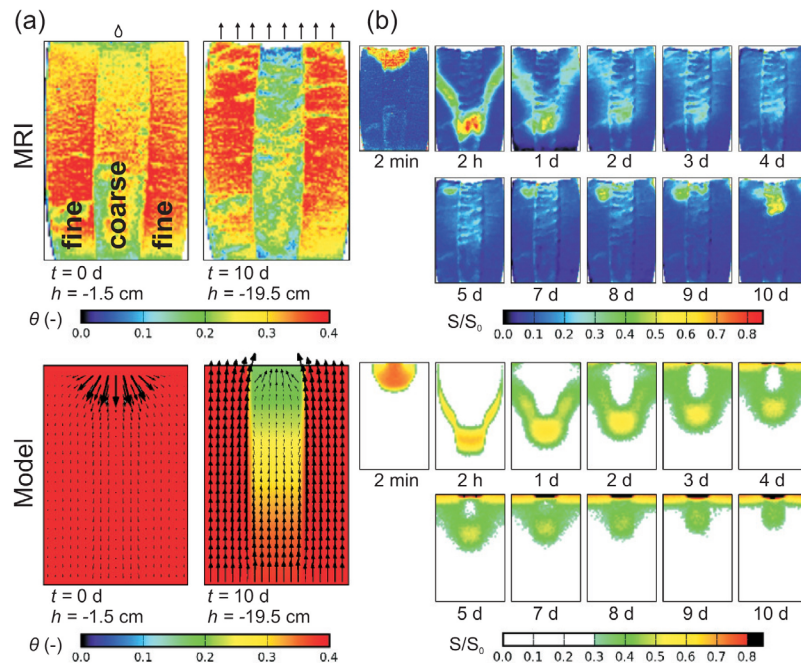 (a)
(b)
MRI
fine
coarse
fine
t = 0 d
h = -1.5 cm
t = 10 d
h = -19.5 cm
θ (-)
0.0 0.1 0.2 0.3 0.4
2 min
2 h
1 d
2 d
3 d
4 d
5 d
7 d
8 d
9 d
10 d
S/S0
0.0 0.1 0.2 0.3 0.4 0.5 0.6 0.7 0.8
Model
t = 0 d
h = -1.5 cm
t = 10 d
h = -19.5 cm
θ (-)
0.0 0.1 0.2 0.3 0.4
2 min
2 h
1 d
2 d
3 d
4 d
5 d
7 d
8 d
9 d
10 d
S/S0
0.0 0.1 0.2 0.3 0.4 0.5 0.6 0.7 0.8